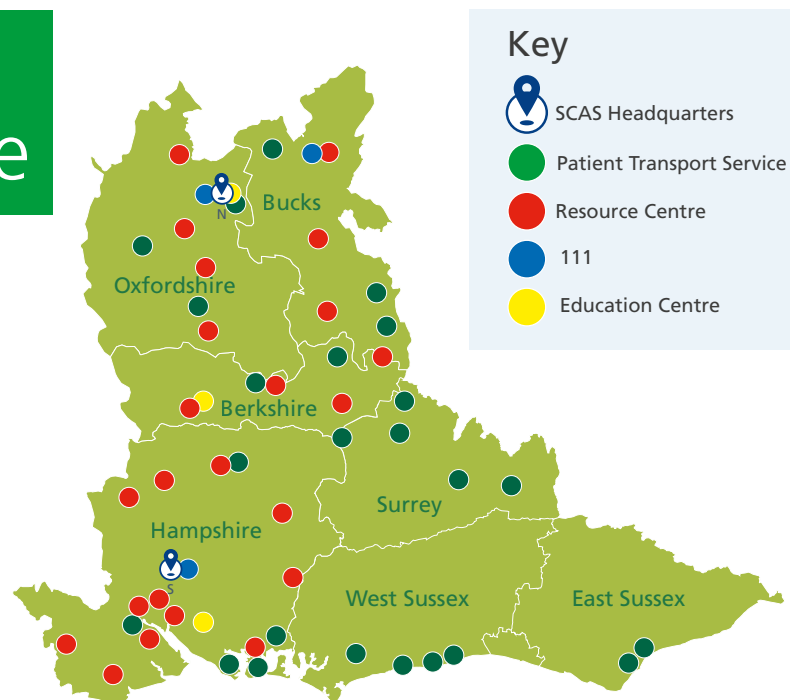 e
Key
SCAS Headquarters
Patient Transport Service
Resource Centre
111
Education Centre
N
Bucks
Oxfordshire
Berkshire
Surrey
Hampshire
S
West Sussex
East Sussex